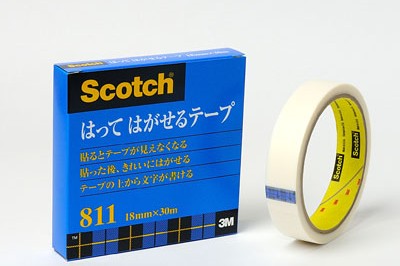 Scotch
はって はがせるテープ
貼るとテープが見えなくなる
貼った後、きれいにはがせる
テープの上から文字が書ける
811 18mm×30m
3M
TM
Scotch